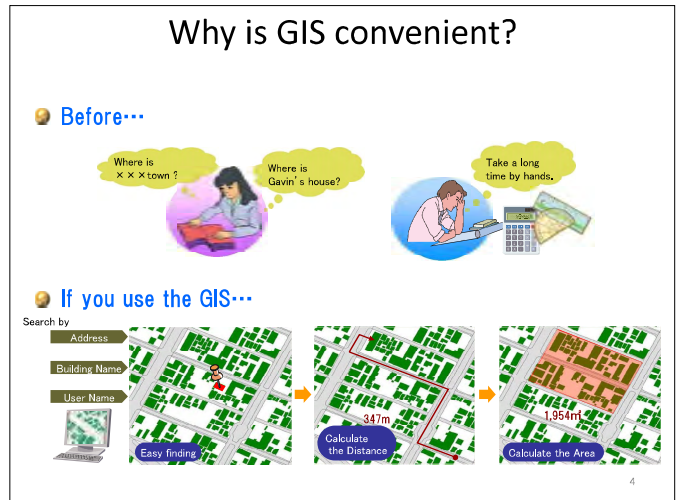 Why is GIS convenient?
Before…
Where is
×××town ?
Where is
Gavin's house?
Take a long
time by hands.
If you use the GIS…
Search by
Address
Building Name
User Name
Easy finding
347m
Calculate
the Distance
1,954㎡
Calculate the Area
4